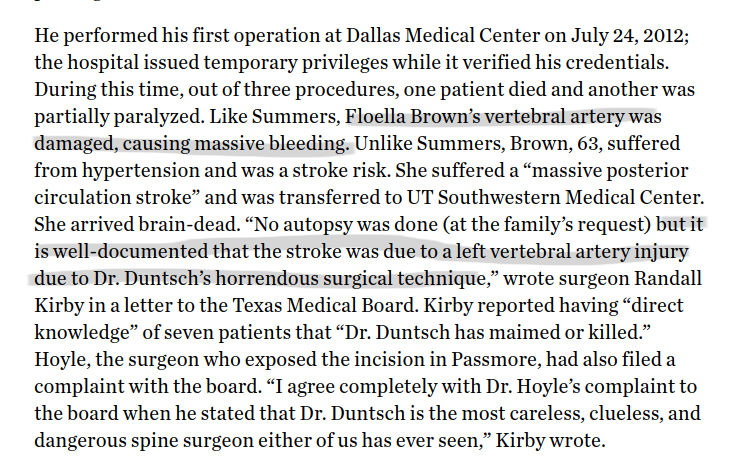 He performed his first operation at Dallas Medical Center on July 24, 2012;
the hospital issued temporary privileges while it verified his credentials.
During this time, out of three procedures, one patient died and another was
partially paralyzed. Like Summers, Floella Brown’s vertebral artery was
damaged, causing massive bleeding. Unlike Summers, Brown, 63, suffered
from hypertension and was a stroke risk. She suffered a “massive posterior
circulation stroke” and was transferred to UT Southwestern Medical Center.
She arrived brain-dead. “No autopsy was done (at the family’s request) but it
is well-documented that the stroke was due to a left vertebral artery injury
due to Dr. Duntsch’s horrendous surgical technique,” wrote surgeon Randall
Kirby in a letter to the Texas Medical Board. Kirby reported having “direct
knowledge” of seven patients that “Dr. Duntsch has maimed or killed.”
Hoyle, the surgeon who exposed the incision in Passmore, had also filed a
complaint with the board. “I agree completely with Dr. Hoyle’s complaint to
the board when he stated that Dr. Duntsch is the most careless, clueless, and
dangerous spine surgeon either of us has ever seen,” Kirby wrote.